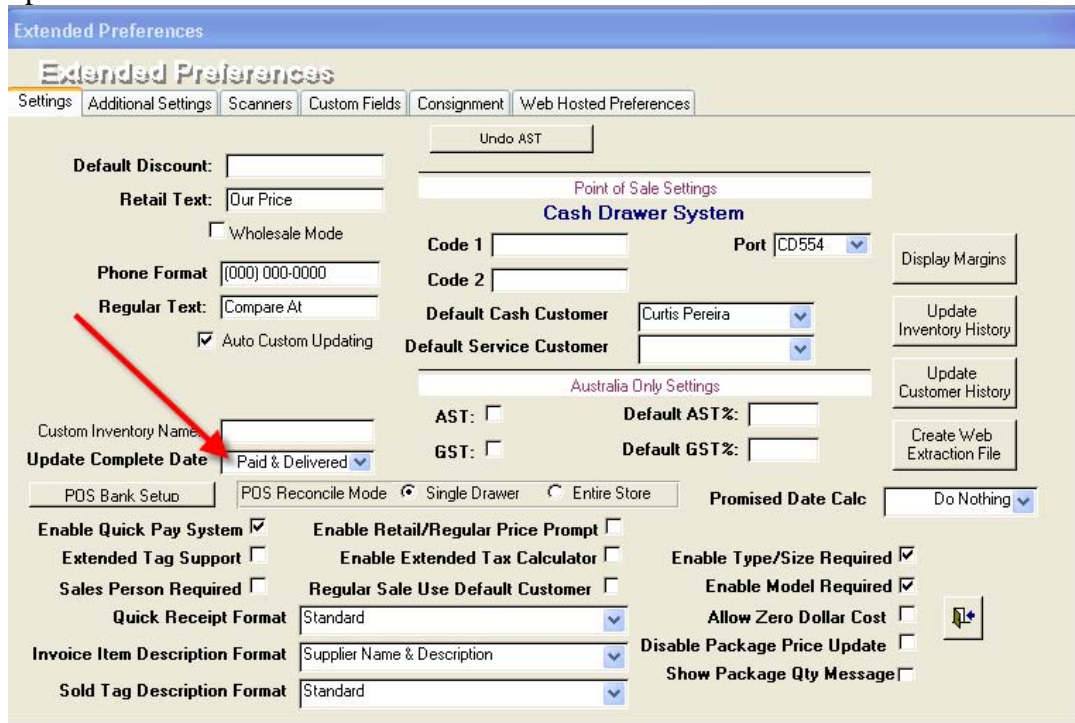 Extended Preferences
Extended Preferences
Settings Additional Settings Scanners Custom Fields Consignment Web Hosted Preferences
Undo AST
Default Discount:
Retail Text: Our Price
Wholesale Mode
Phone Format (000) 000-0000
Regular Text: Compare At
Auto Custom Updating
Custom Inventory Name
Update Complete Date Paid & Delivered
Point of Sale Settings
Cash Drawer System
Code 1 Port CD554
Code 2
Default Cash Customer Curtis Pereira
Default Service Customer
Australia Only Settings
AST: Default AST%:
GST: Default GST%:
Display Margins
Update
Inventory History
Update
Customer History
Create Web
Extraction File
POS Bank Setup POS Reconcile Mode Single Drawer Entire Store Promised Date Calc Do Nothing
Enable Quick Pay System Enable Retail/Regular Price Prompt
Extended Tag Support Enable Extended Tax Calculator Enable Type/Size Required
Sales Person Required Regular Sale Use Default Customer Enable Model Required
Quick Receipt Format Standard Allow Zero Dollar Cost
Invoice Item Description Format Supplier Name & Description Disable Package Price Update
Sold Tag Description Format Standard Show Package Qty Message